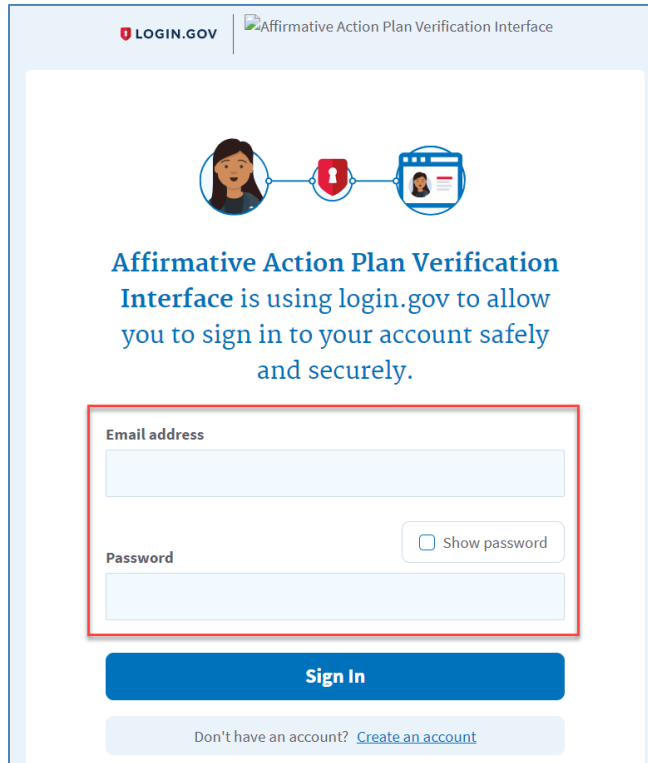 LOGIN.GOV
Affirmative Action Plan Verification Interface
Affirmative Action Plan Verification
Interface is using login.gov to allow
you to sign in to your account safely
and securely.
Email address
Show password
Password
Sign In
Don't have an account? Create an account